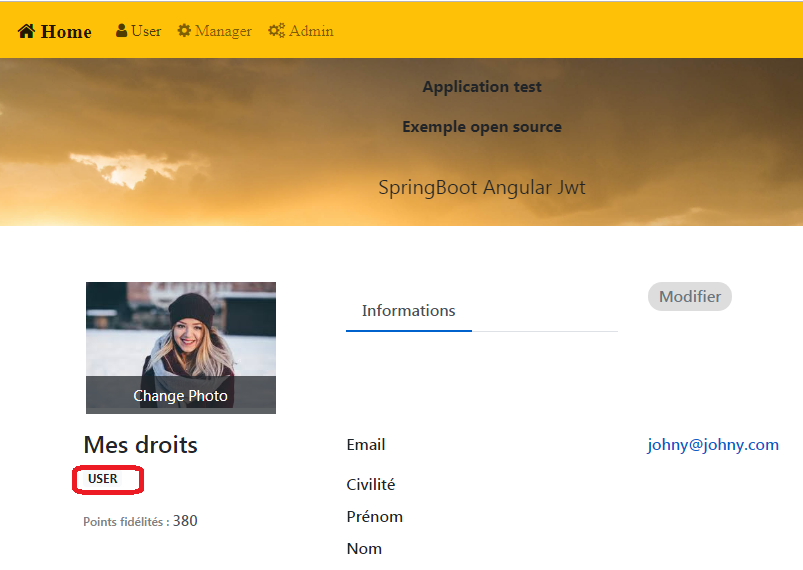 Home User Manager Admin
Application test
Exemple open source
SpringBoot Angular Jwt
Informations
Modifier
Change Photo
Mes droits
USER
Points fidélités : 380
Email johny@johny.com
Civilité
Prénom
Nom